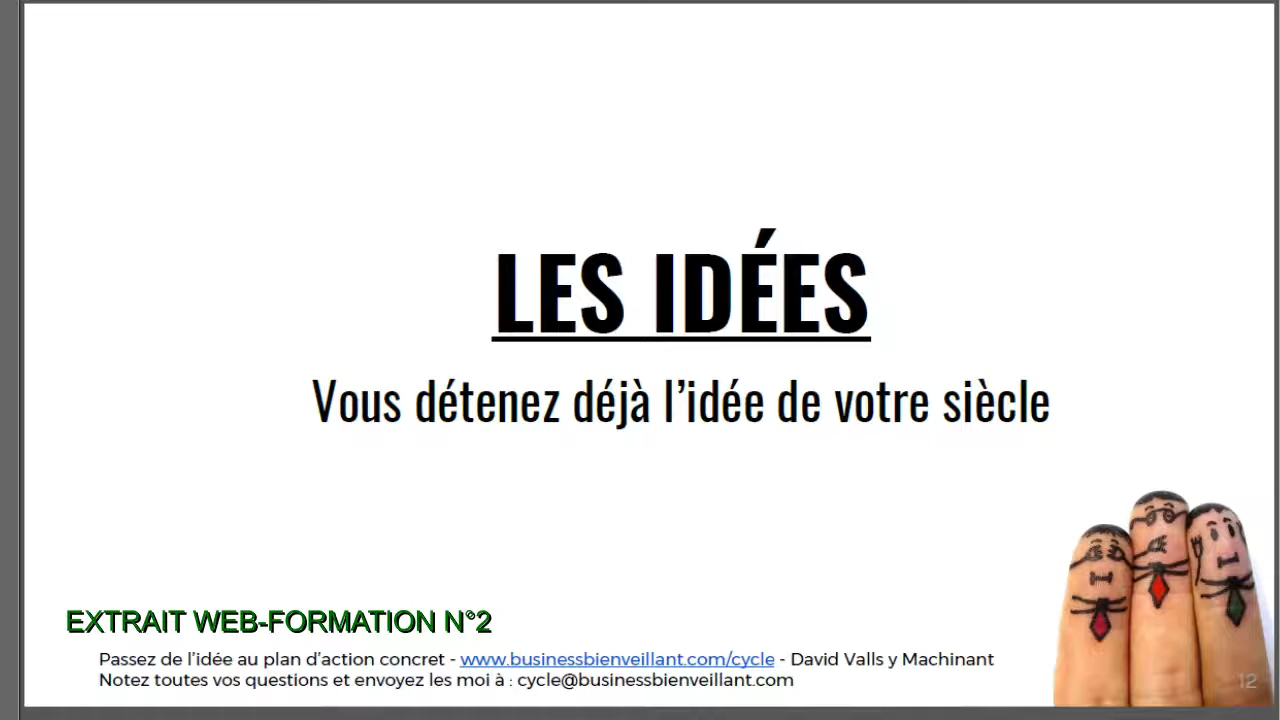 LES IDÉES
Vous détenez déjà l’idée de votre siècle
EXTRAIT WEB-FORMATION N°2
Passez de l’idée au plan d’action concret - www.businessbienveillant.com/cycle - David Valls y Machinant
Notez toutes vos questions et envoyez les moi à : cycle@businessbienveillant.com
12